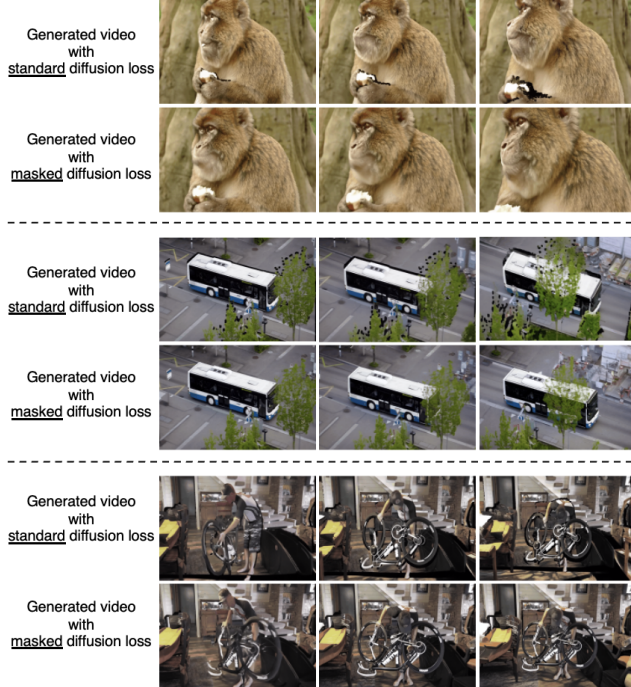 Generated video
with
standard diffusion loss
Generated video
with
masked diffusion loss
Generated video
with
standard diffusion loss
Generated video
with
masked diffusion loss
Generated video
with
standard diffusion loss
Generated video
with
masked diffusion loss